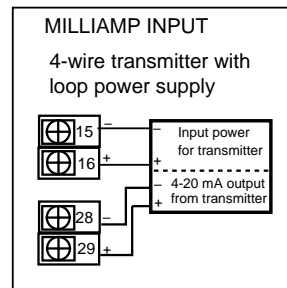 MILLIAMP INPUT
4-wire transmitter with
loop power supply
15 – – Input power
for transmitter
16 + +
28 – – 4-20 mA output
+ from transmitter
29 +